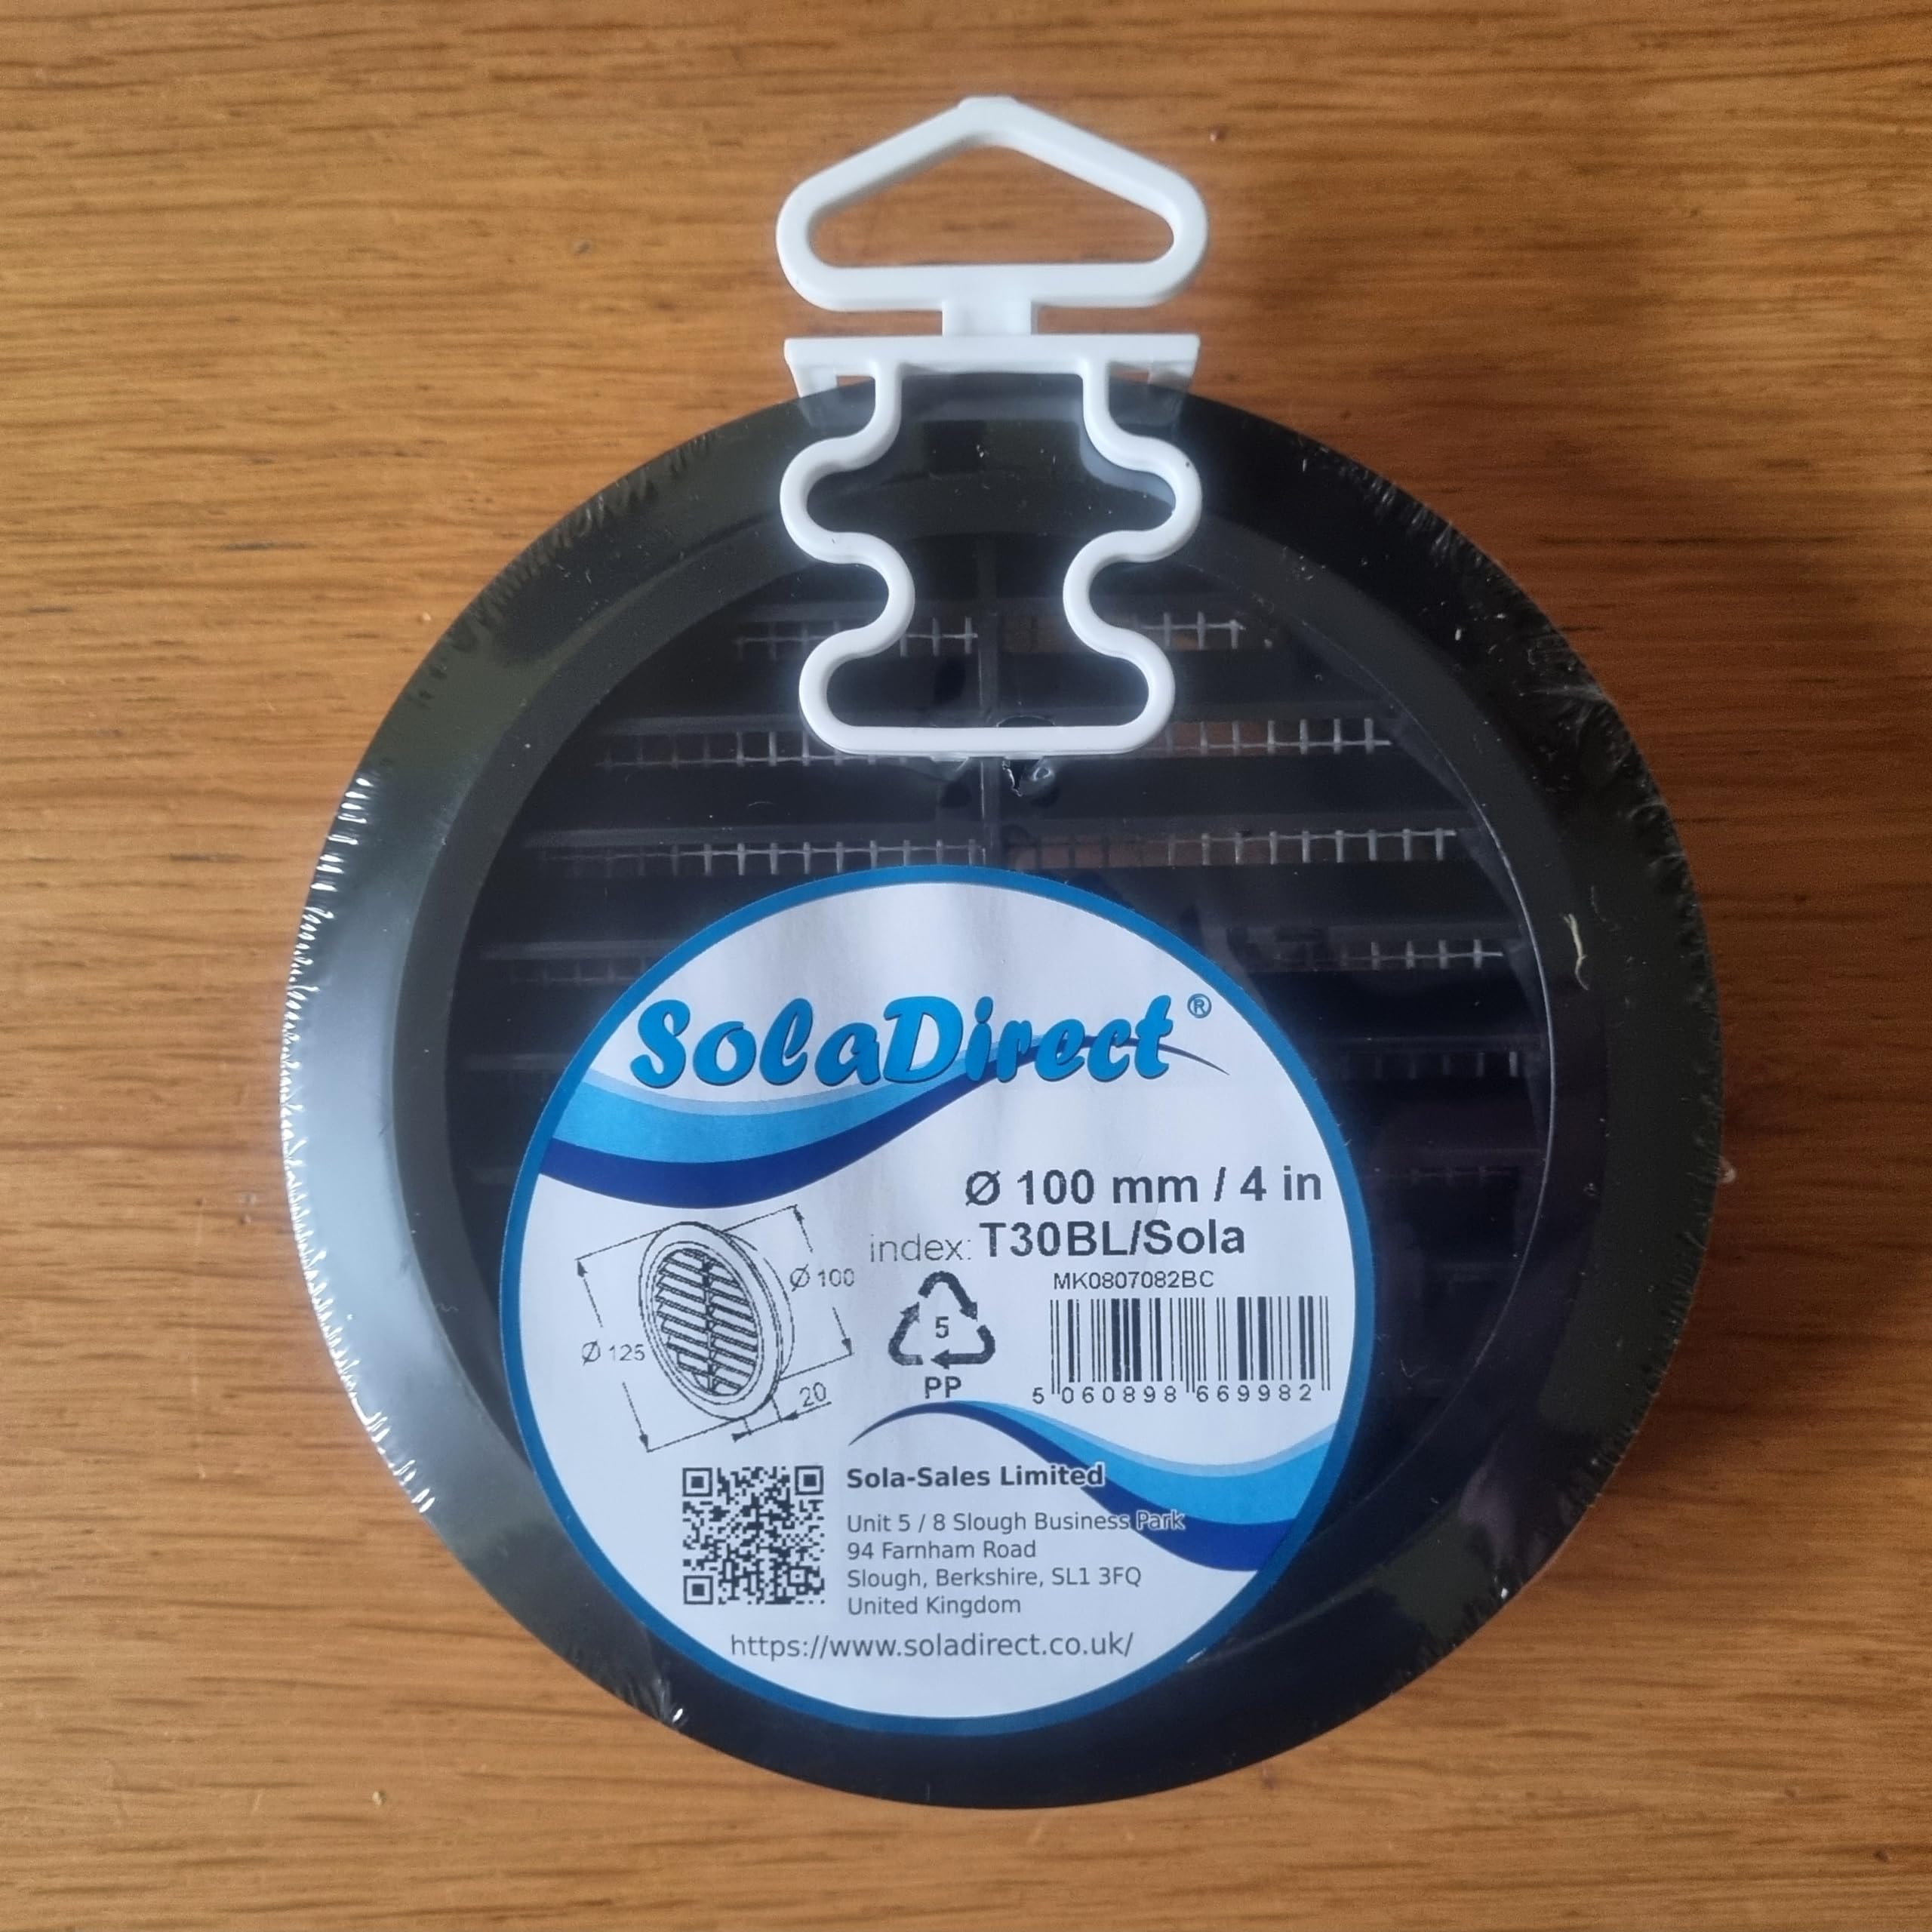 SolaDirect®
Ø 100 mm / 4 in
index: T30BL/Sola
MK0807082BC
Ø 100
Ø 125
20
5
PP
5 060898 669982
Sola-Sales Limited
Unit 5 / 8 Slough Business Park
94 Farnham Road
Slough, Berkshire, SL1 3FQ
United Kingdom
https://www.soladirect.co.uk/